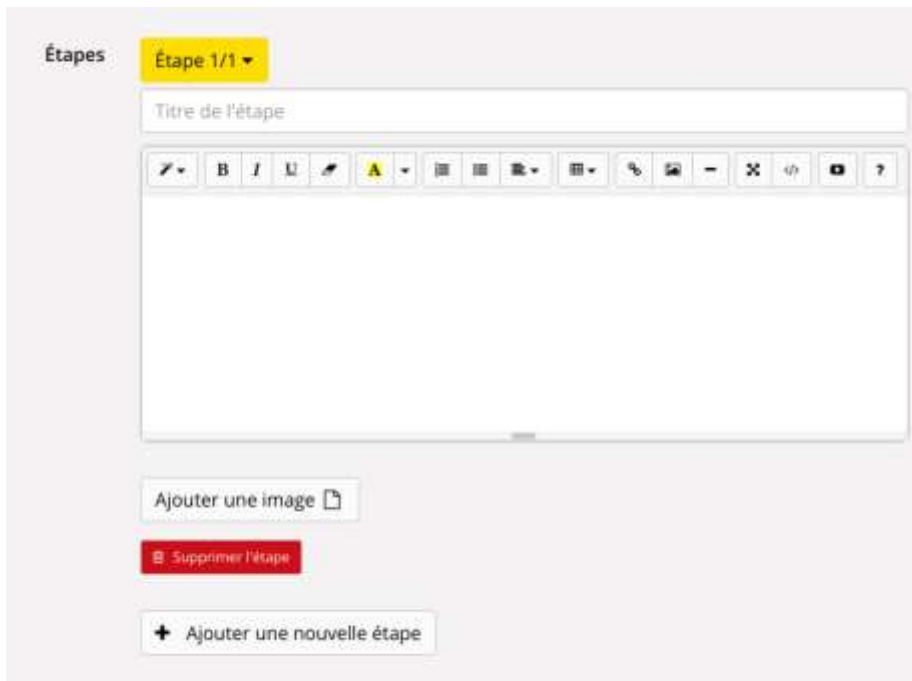 Étapes
Étape 1/1
Titre de l'étape
B I U A ?
Ajouter une image
Supprimer l'étape
Ajouter une nouvelle étape